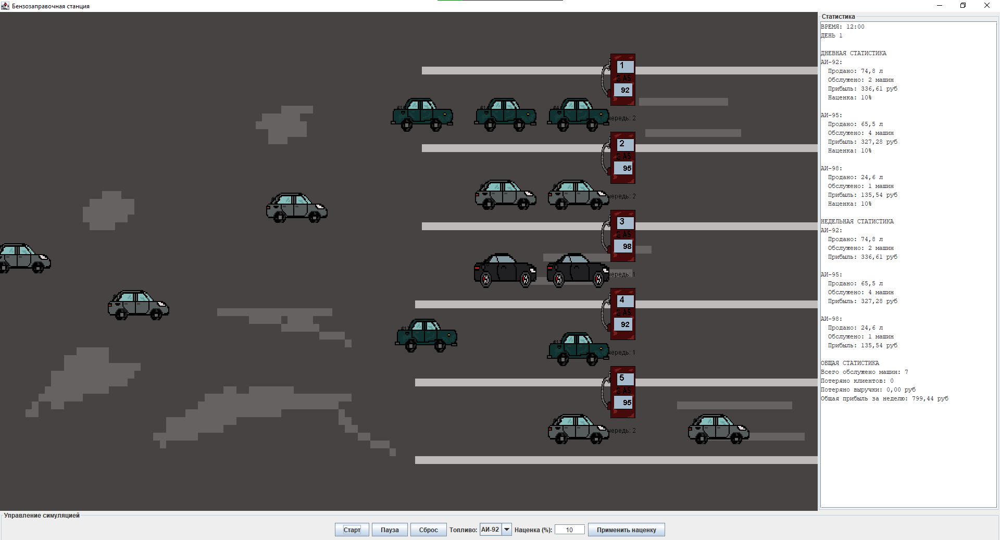 Бензозаправочная станция
1
GAS
92
чередь: 2
2
GAS
95
чередь: 2
3
GAS
98
чередь: 1
4
GAS
92
чередь: 1
5
GAS
95
чередь: 2
Статистика
ВРЕМЯ: 12:00
ДЕНЬ 1
ДНЕВНАЯ СТАТИСТИКА
АИ-92:
Продано: 74,8 л
Обслужено: 2 машин
Прибыль: 336,61 руб
Наценка: 10%
АИ-95:
Продано: 65,5 л
Обслужено: 4 машин
Прибыль: 327,28 руб
Наценка: 10%
АИ-98:
Продано: 24,6 л
Обслужено: 1 машин
Прибыль: 135,54 руб
Наценка: 10%
НЕДЕЛЬНАЯ СТАТИСТИКА
АИ-92:
Продано: 74,8 л
Обслужено: 2 машин
Прибыль: 336,61 руб
АИ-95:
Продано: 65,5 л
Обслужено: 4 машин
Прибыль: 327,28 руб
АИ-98:
Продано: 24,6 л
Обслужено: 1 машин
Прибыль: 135,54 руб
ОБЩАЯ СТАТИСТИКА
Всего обслужено машин: 7
Потеряно клиентов: 0
Потеряно выручки: 0,00 руб
Общая прибыль за неделю: 799,44 руб
Управление симуляцией
Старт Пауза Сброс Топливо: АИ-92 Наценка (%): 10 Применить наценку